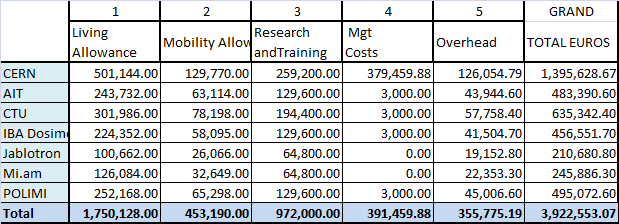 1 2 3 4 5 GRAND
Living Allowance Mobility Allow Research andTraining Mgt Costs Overhead TOTAL EUROS
CERN 501,144.00 129,770.00 259,200.00 379,459.88 126,054.79 1,395,628.67
AIT 243,732.00 63,114.00 129,600.00 3,000.00 43,944.60 483,390.60
CTU 301,986.00 78,198.00 194,400.00 3,000.00 57,758.40 635,342.40
IBA Dosime 224,352.00 58,095.00 129,600.00 3,000.00 41,504.70 456,551.70
Jablotron 100,662.00 26,066.00 64,800.00 0.00 19,152.80 210,680.80
Mi.am 126,084.00 32,649.00 64,800.00 0.00 22,353.30 245,886.30
POLIMI 252,168.00 65,298.00 129,600.00 3,000.00 45,006.60 495,072.60
Total 1,750,128.00 453,190.00 972,000.00 391,459.88 355,775.19 3,922,553.07